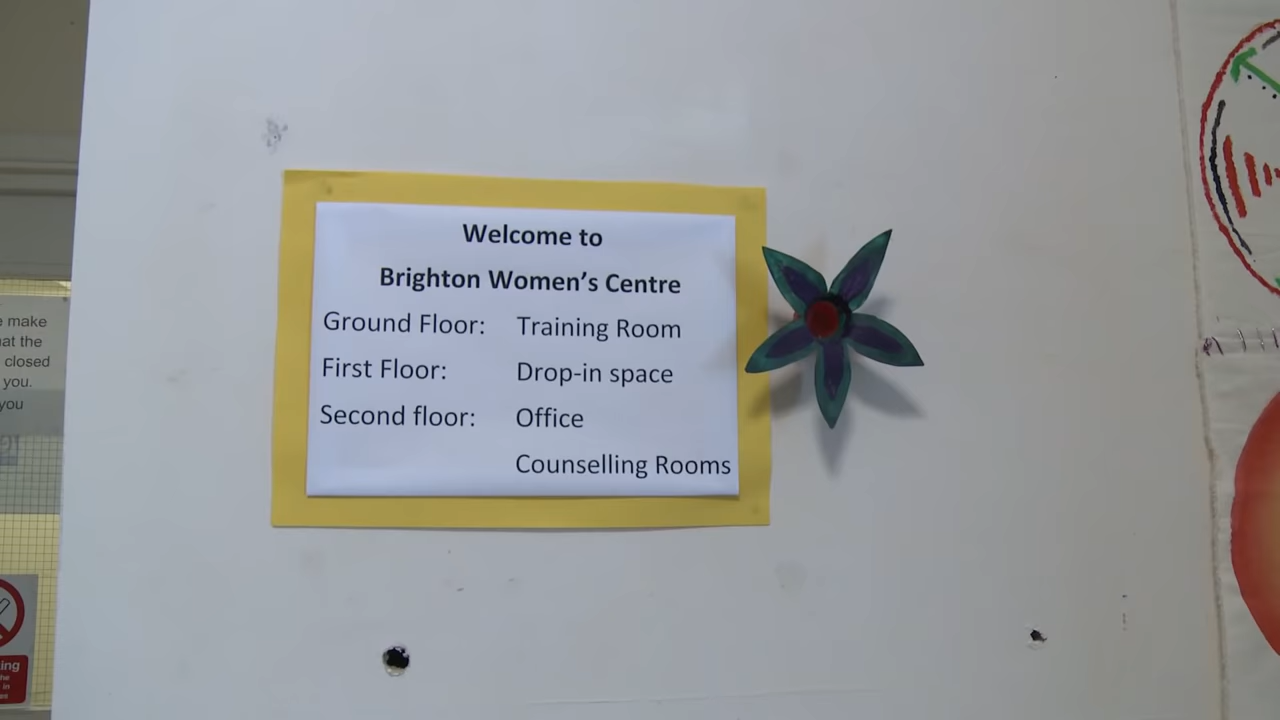 Welcome to
Brighton Women's Centre
Ground Floor: Training Room
First Floor: Drop-in space
Second floor: Office
Counselling Rooms
make
at the
closed
you.
you